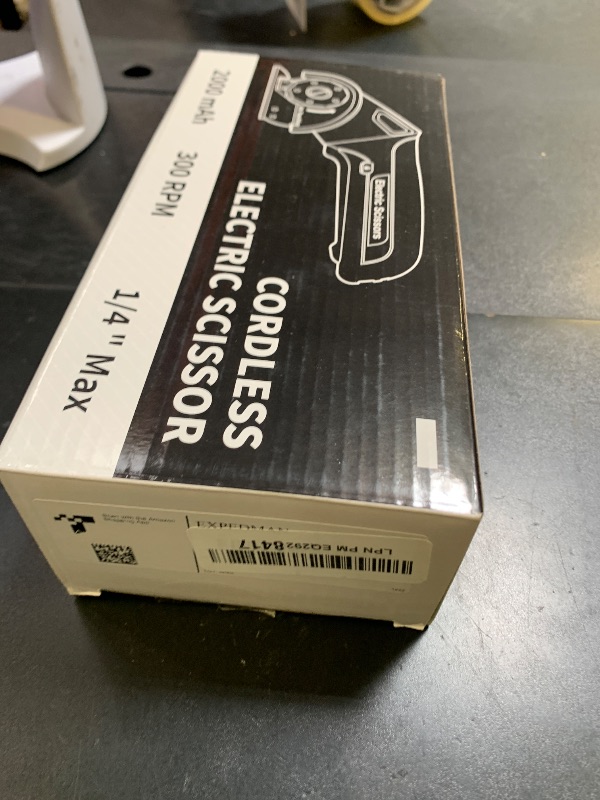 2000 mAh
300 RPM
1/4" Max
Electric Scissors
CORDLESS
ELECTRIC SCISSOR
LPN PM EQ2928417